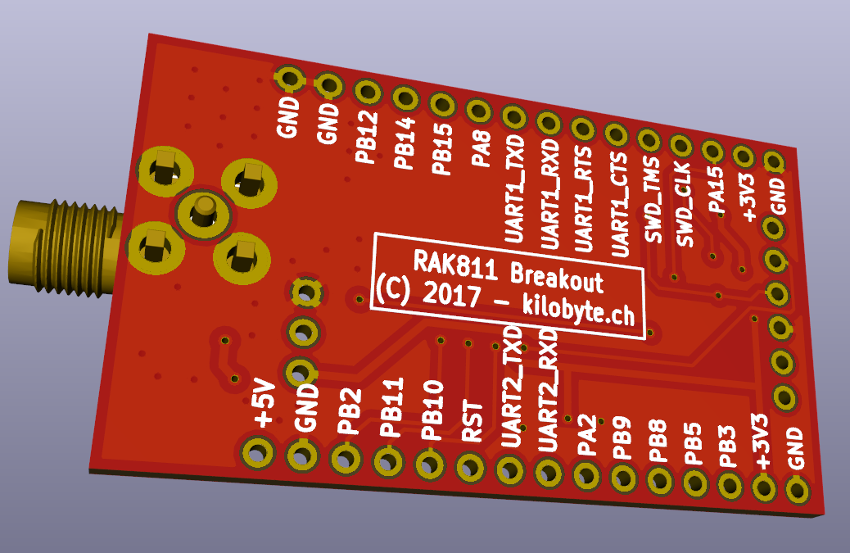 GND
GND
PB12
PB14
PB15
PA8
UART1_TXD
UART1_RXD
UART1_RTS
UART1_CTS
SWD_TMS
SWD_CLK
PA15
+3V3
GND
RAK811 Breakout
(C) 2017 - kilobyte.ch
+5V
GND
PB2
PB11
PB10
RST
UART2_TXD
UART2_RXD
PA2
PB9
PB8
PB5
PB3
+3V3
GND